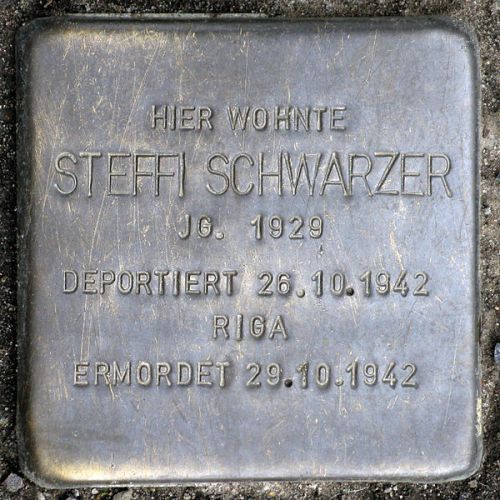 HIER WOHNTE
STEFFI SCHWARZER
JG. 1929
DEPORTIERT 26.10.1942
RIGA
ERMORDET 29.10.1942